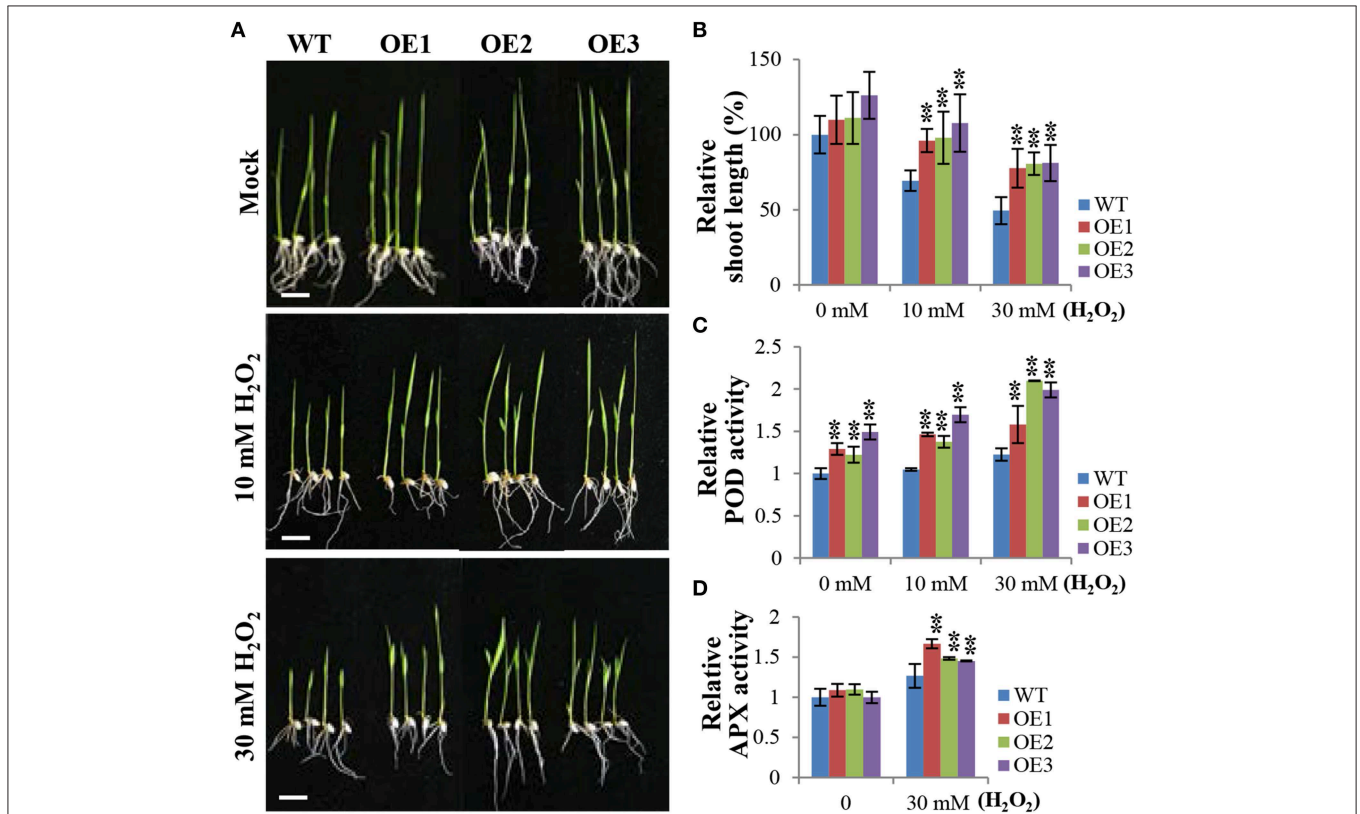 A
WT OE1 OE2 OE3
Mock
10 mM H₂O₂
30 mM H₂O₂
B
Relative
shoot length (%)
150
100
50
0
** ** **
** ** **
0 mM 10 mM 30 mM (H₂O₂)
WT
OE1
OE2
OE3
C
Relative
POD activity
2.5
2
1.5
1
0.5
0
** ** **
** ** **
** ** **
0 mM 10 mM 30 mM (H₂O₂)
WT
OE1
OE2
OE3
D
Relative
APX activity
2
1.5
1
0.5
0
** ** **
0 30 mM (H₂O₂)
WT
OE1
OE2
OE3